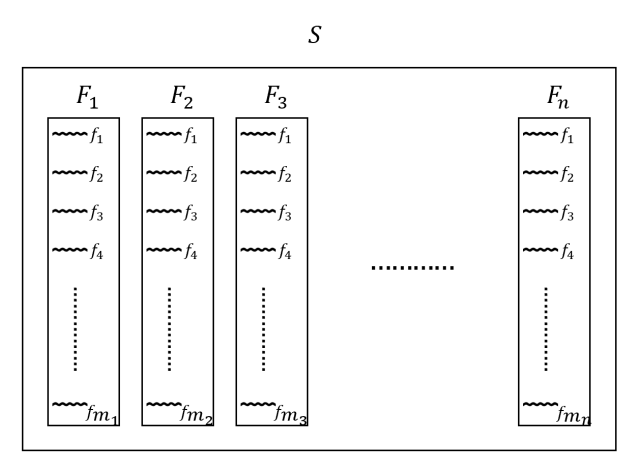 S
F₁ F₂ F₃ ............ Fₙ
f₁ f₁ f₁ f₁
f₂ f₂ f₂ f₂
f₃ f₃ f₃ f₃
f₄ f₄ f₄ f₄
fm₁ fm₂ fm₃ fmₙ